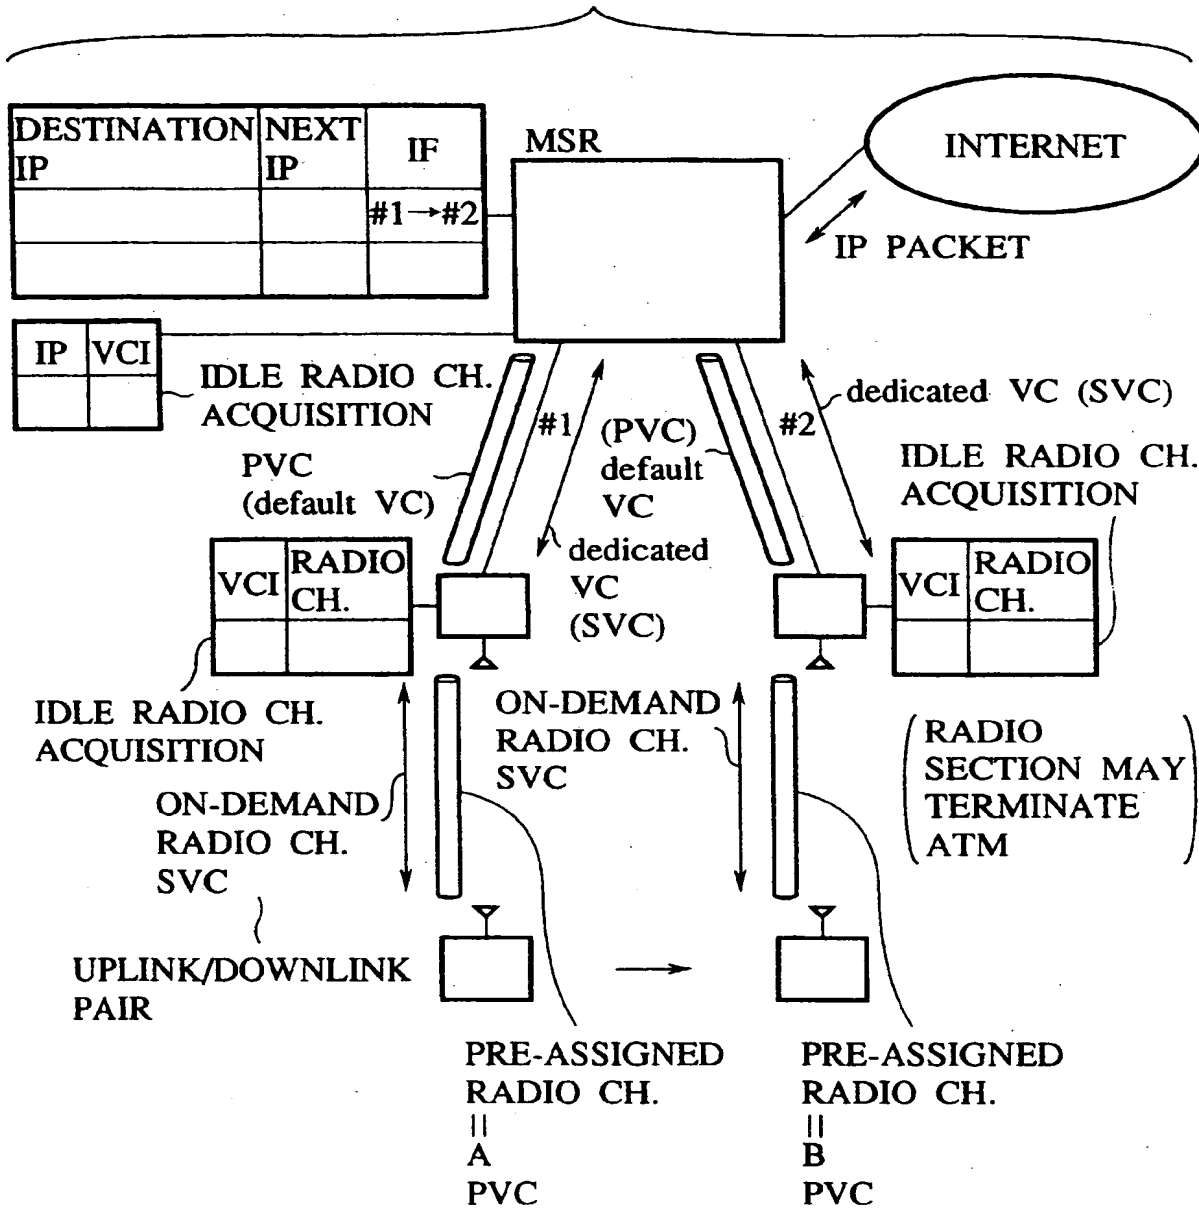 DESTINATION IP
NEXT IP
IF
#1→#2
MSR
INTERNET
IP PACKET
IP
VCI
IDLE RADIO CH.
ACQUISITION
PVC
(default VC)
#1
(PVC)
default
VC
#2
dedicated VC (SVC)
dedicated
VC
(SVC)
IDLE RADIO CH.
ACQUISITION
VCI
RADIO
CH.
VCI
RADIO
CH.
IDLE RADIO CH.
ACQUISITION
ON-DEMAND
RADIO CH.
SVC
ON-DEMAND
RADIO CH.
SVC
RADIO
SECTION MAY
TERMINATE
ATM
UPLINK/DOWNLINK
PAIR
PRE-ASSIGNED
RADIO CH.
=
A
PVC
PRE-ASSIGNED
RADIO CH.
=
B
PVC